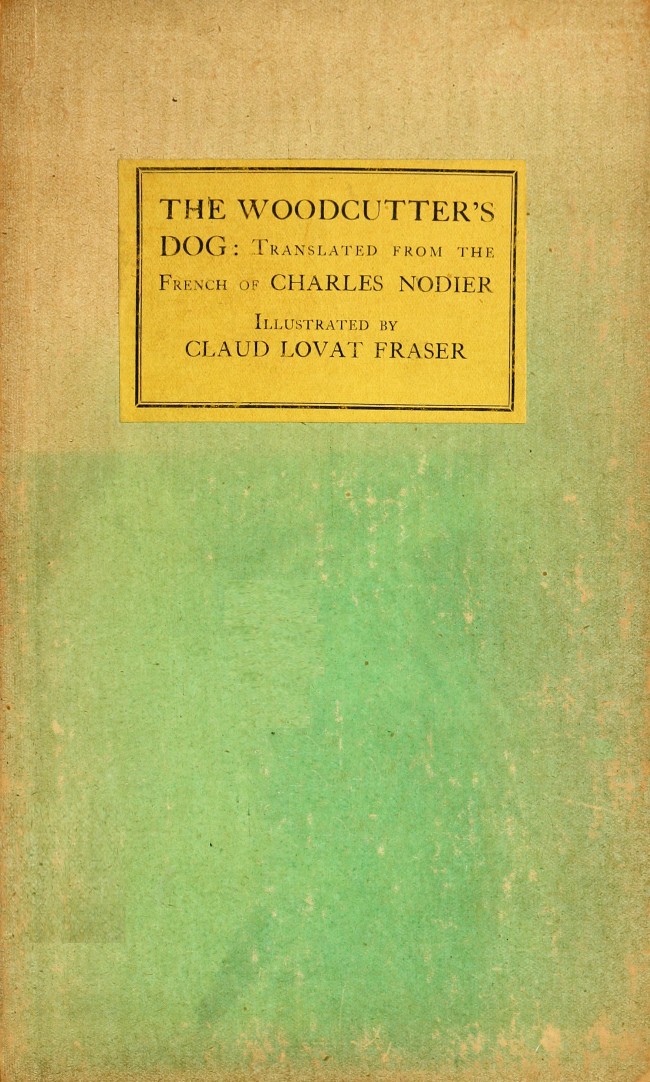 THE WOODCUTTER'S
DOG: TRANSLATED FROM THE
FRENCH OF CHARLES NODIER
ILLUSTRATED BY
CLAUD LOVAT FRASER